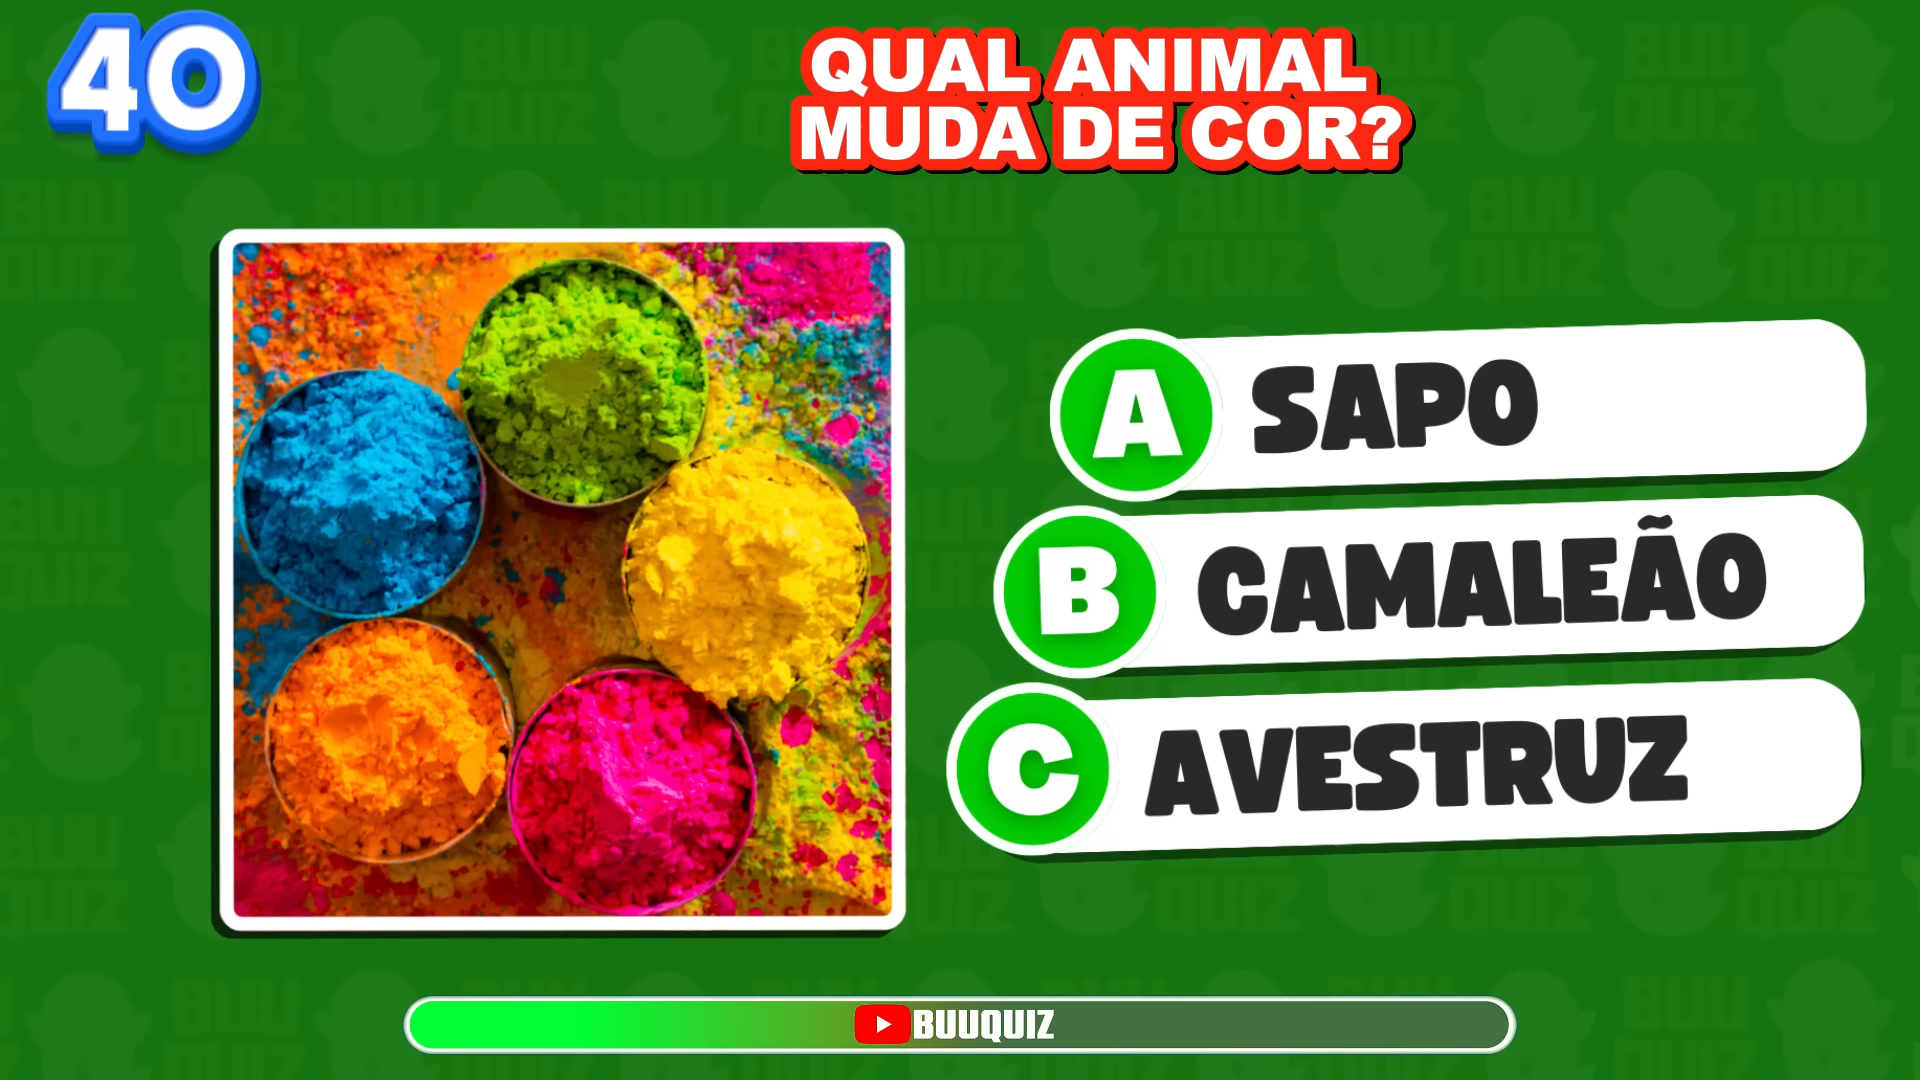 40
QUAL ANIMAL
MUDA DE COR?
A SAPO
B CAMALEÃO
C AVESTRUZ
BUUQUIZ